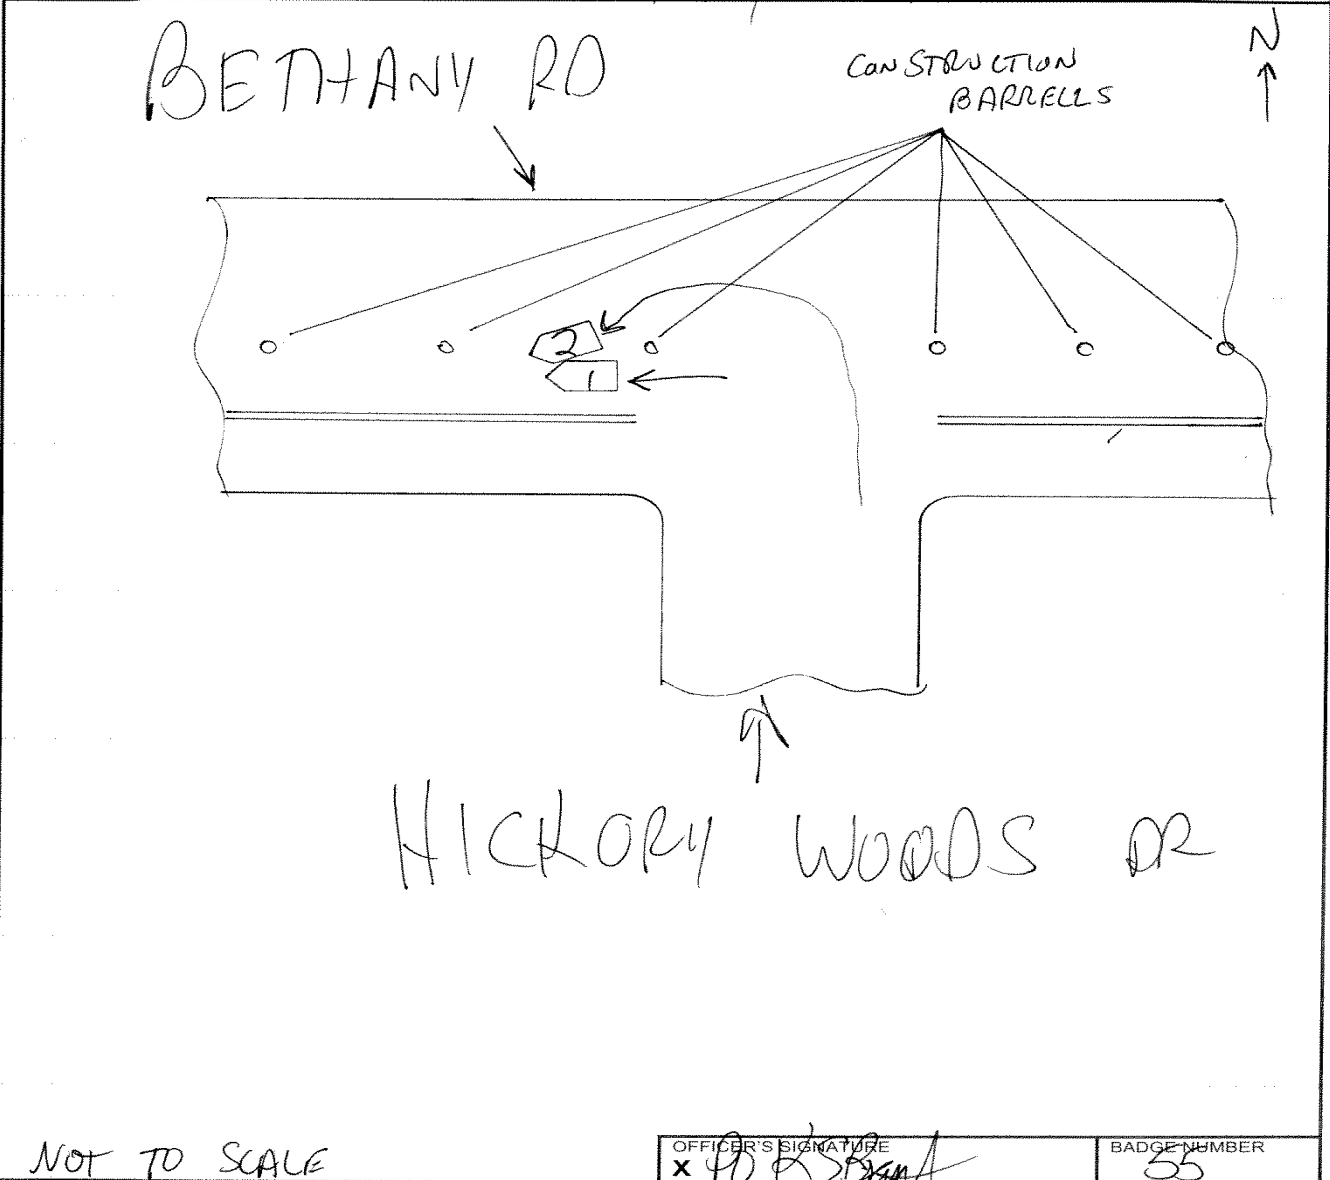 BETHANY RD
CONSTRUCTION
BARRELLS
N
2
1
HICKORY WOODS DR
NOT TO SCALE
OFFICER'S SIGNATURE
X
BADGE NUMBER
55